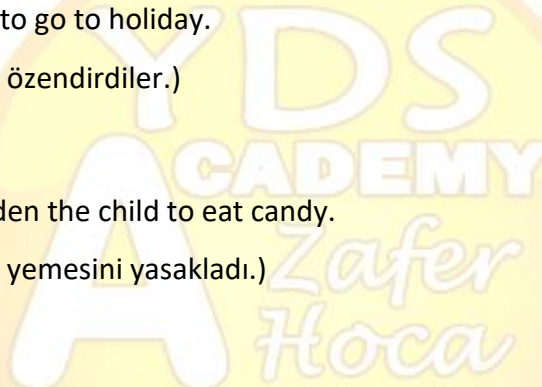 to go to holiday.
özendirdiler.)
YDS
ACADEMY
den the child to eat candy.
yemesini yasakladı.)
Zafer
Hoca